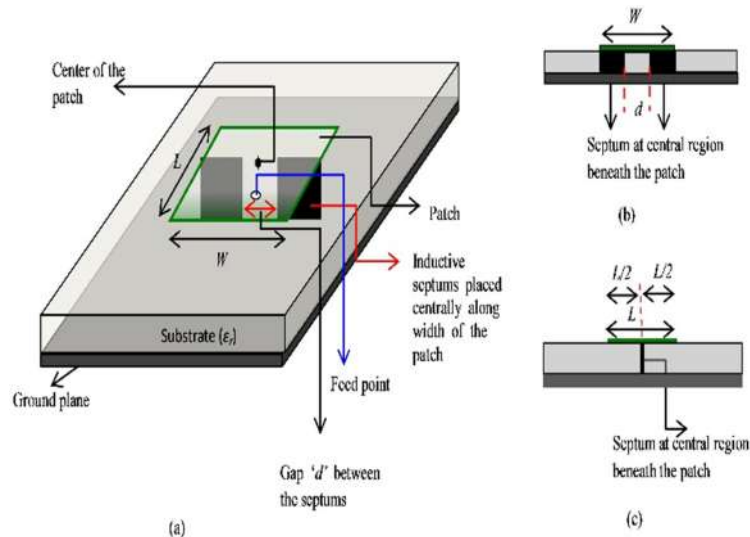 Center of the
patch
L
W
Patch
Inductive
septums placed
centrally along
width of the
patch
Substrate (εr)
Feed point
Ground plane
Gap ‘d’ between
the septums
(a)
W
d
Septum at central region
beneath the patch
(b)
L/2
L/2
L
Septum at central region
beneath the patch
(c)